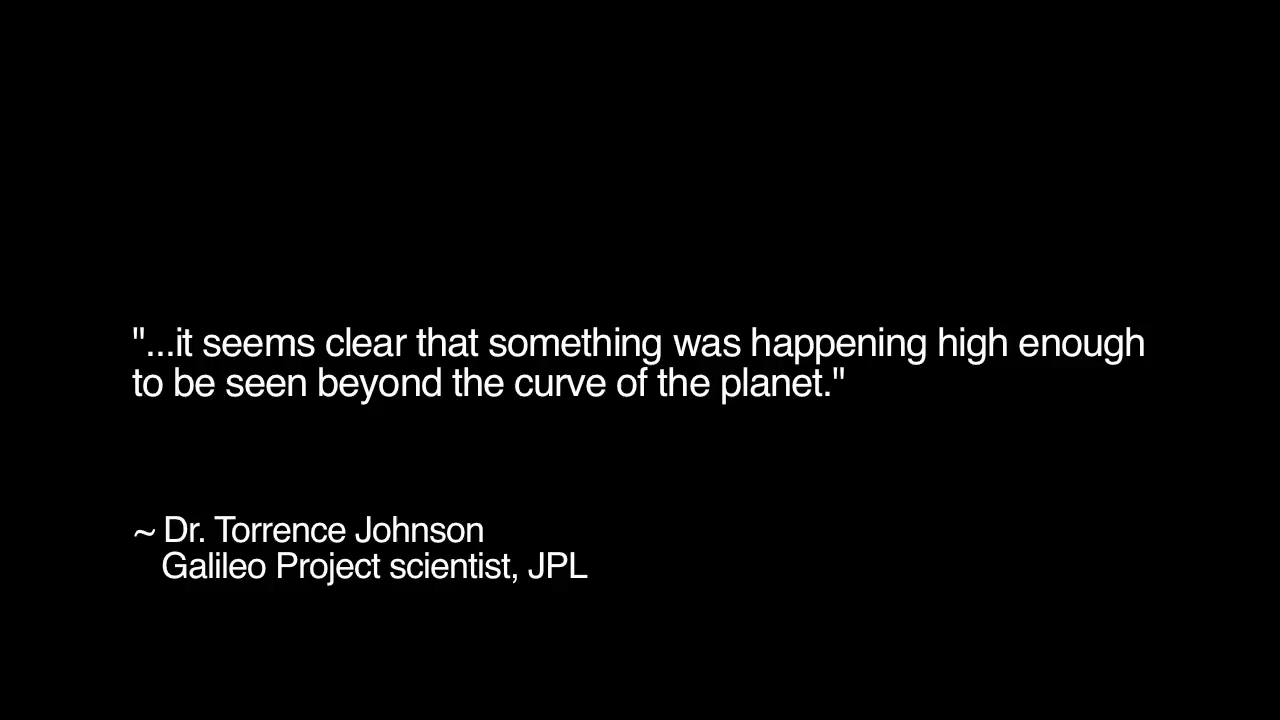 "...it seems clear that something was happening high enough
to be seen beyond the curve of the planet."
~ Dr. Torrence Johnson
Galileo Project scientist, JPL